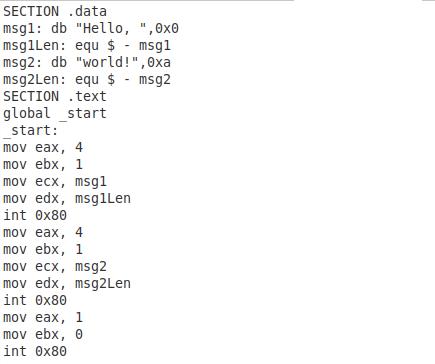 SECTION .data
msg1: db "Hello, ",0x0
msg1Len: equ $ - msg1
msg2: db "world!",0xa
msg2Len: equ $ - msg2
SECTION .text
global _start
_start:
mov eax, 4
mov ebx, 1
mov ecx, msg1
mov edx, msg1Len
int 0x80
mov eax, 4
mov ebx, 1
mov ecx, msg2
mov edx, msg2Len
int 0x80
mov eax, 1
mov ebx, 0
int 0x80